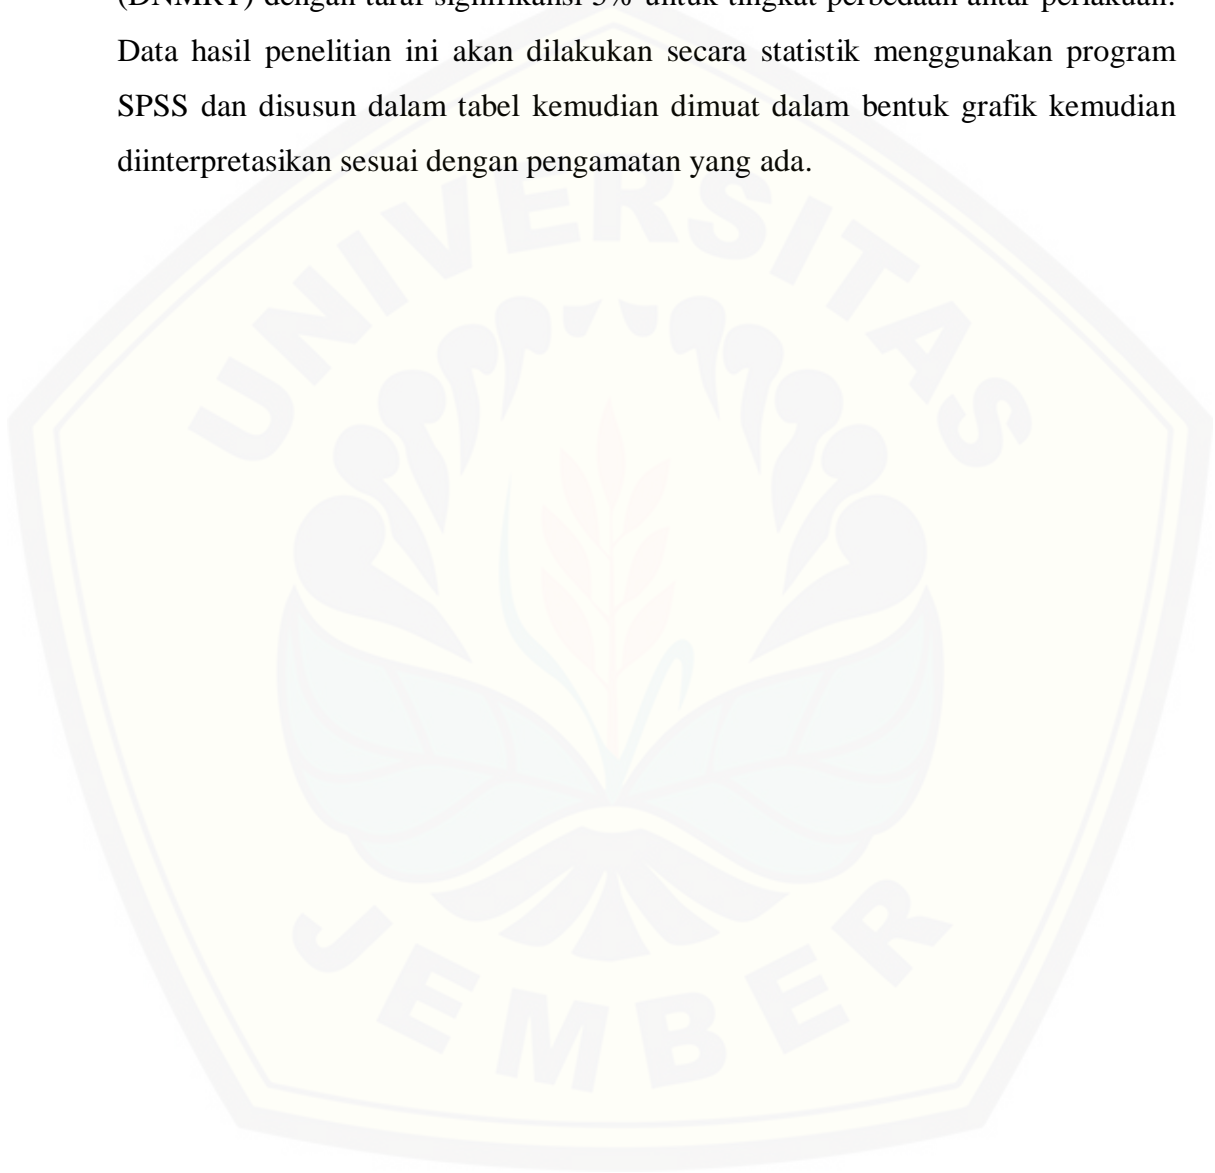 (DNMRT) dengan taraf signifikansi 5% untuk tingkat perbedaan antar perlakuan.
Data hasil penelitian ini akan dilakukan secara statistik menggunakan program
SPSS dan disusun dalam tabel kemudian dimuat dalam bentuk grafik kemudian
diinterpretasikan sesuai dengan pengamatan yang ada.
UNIVERSITAS
JEMBER